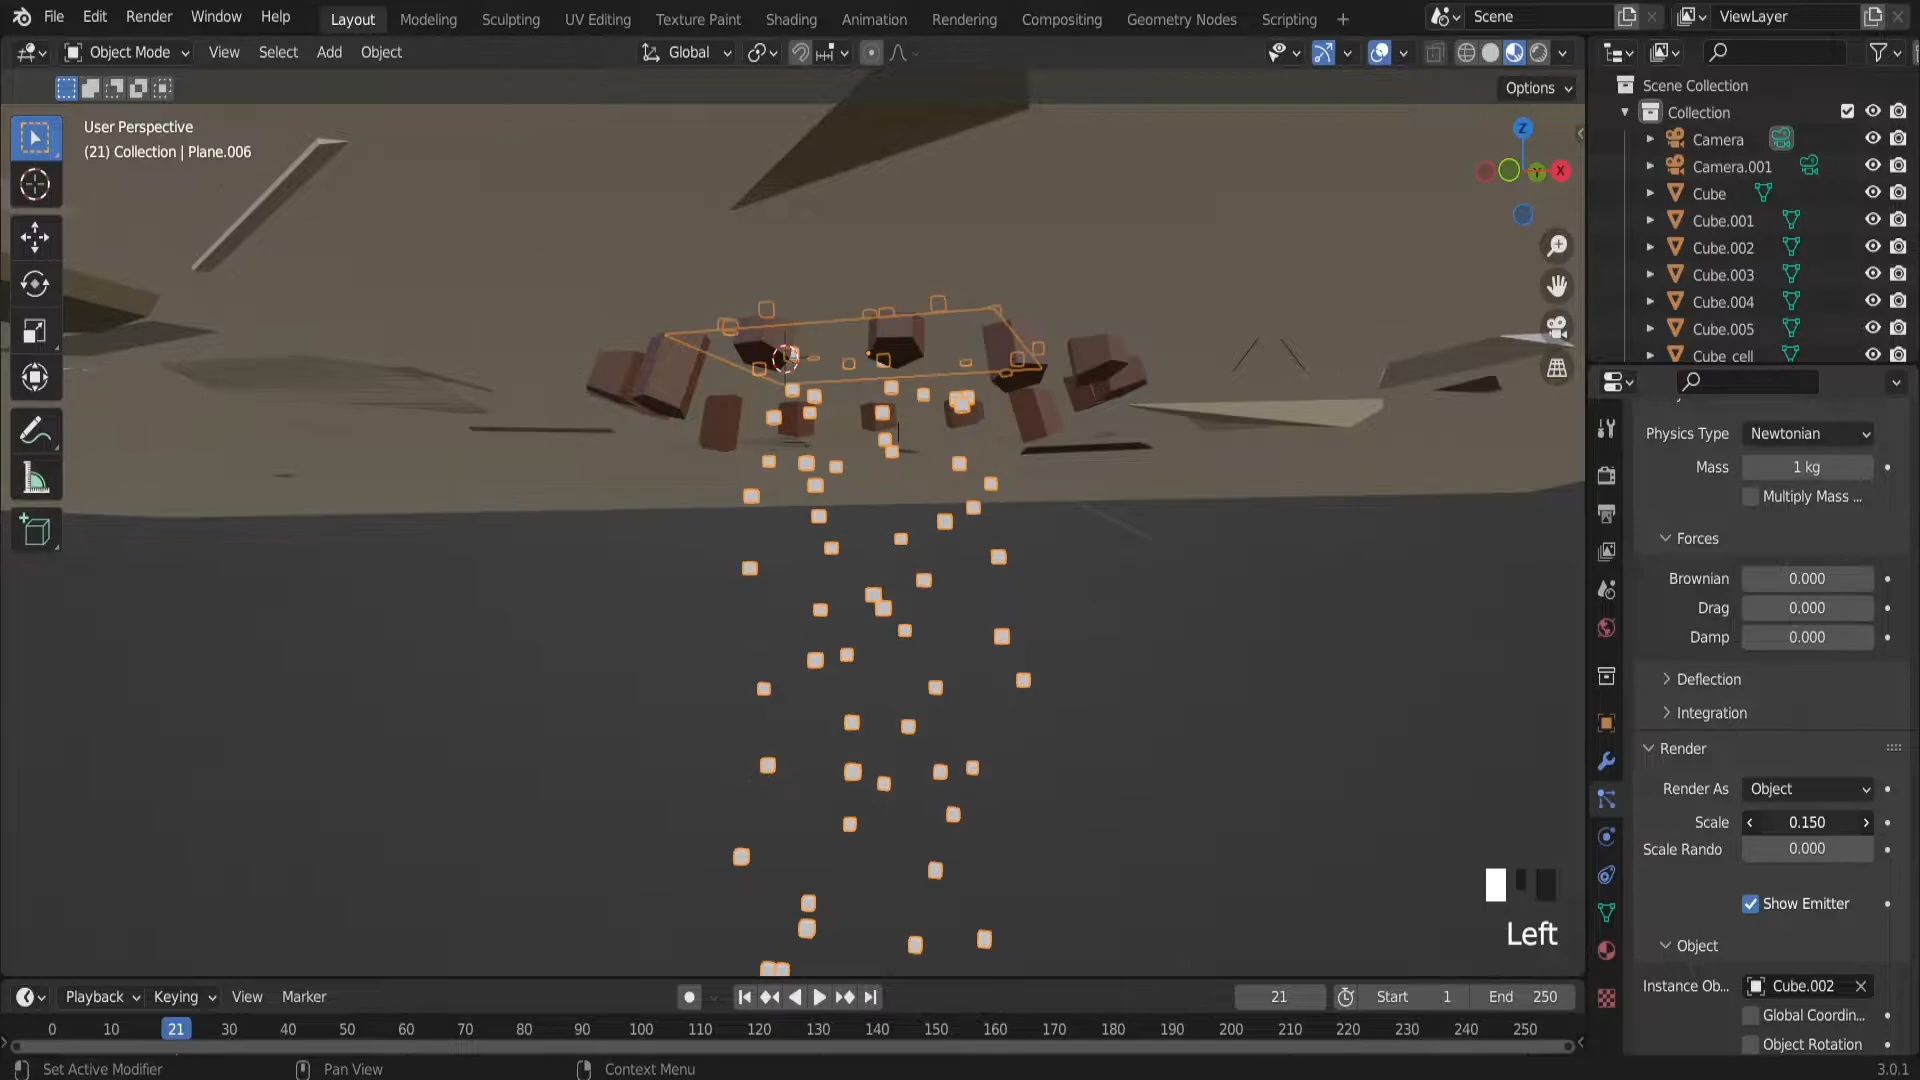 File Edit Render Window Help Layout Modeling Sculpting UV Editing Texture Paint Shading Animation Rendering Compositing Geometry Nodes Scripting + Scene ViewLayer
Object Mode View Select Add Object Global
Options
User Perspective
(21) Collection | Plane.006
Z
X
Y
Scene Collection
Collection
Camera
Camera.001
Cube
Cube.001
Cube.002
Cube.003
Cube.004
Cube.005
Cube cell
Physics Type Newtonian
Mass 1 kg
Multiply Mass ...
Forces
Brownian 0.000
Drag 0.000
Damp 0.000
Deflection
Integration
Render
Render As Object
Scale 0.150
Scale Rando 0.000
Show Emitter
Object
Instance Ob... Cube.002
Global Coordin...
Object Rotation
Left
Playback Keying View Marker 21 Start 1 End 250
0 10 21 30 40 50 60 70 80 90 100 110 120 130 140 150 160 170 180 190 200 210 220 230 240 250
Set Active Modifier Pan View Context Menu 3.0.1